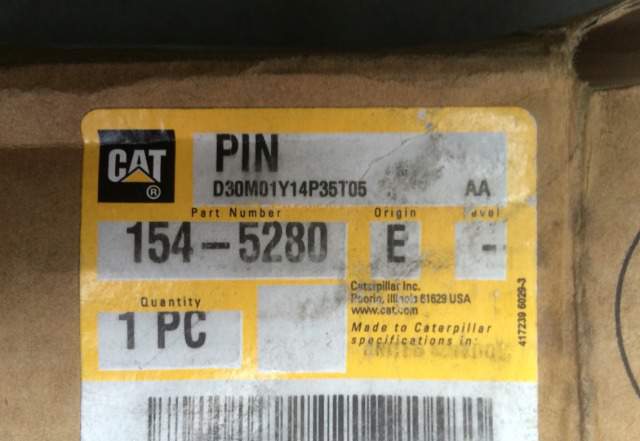 PIN
CAT ®
D30M01Y14P35T05 AA
Part Number Origin
154-5280 E -
Quantity
1 PC
Caterpillar Inc.
Peoria, Illinois 61629 USA
www.cat.com
Made to Caterpillar
specifications in:
417239 6029-3